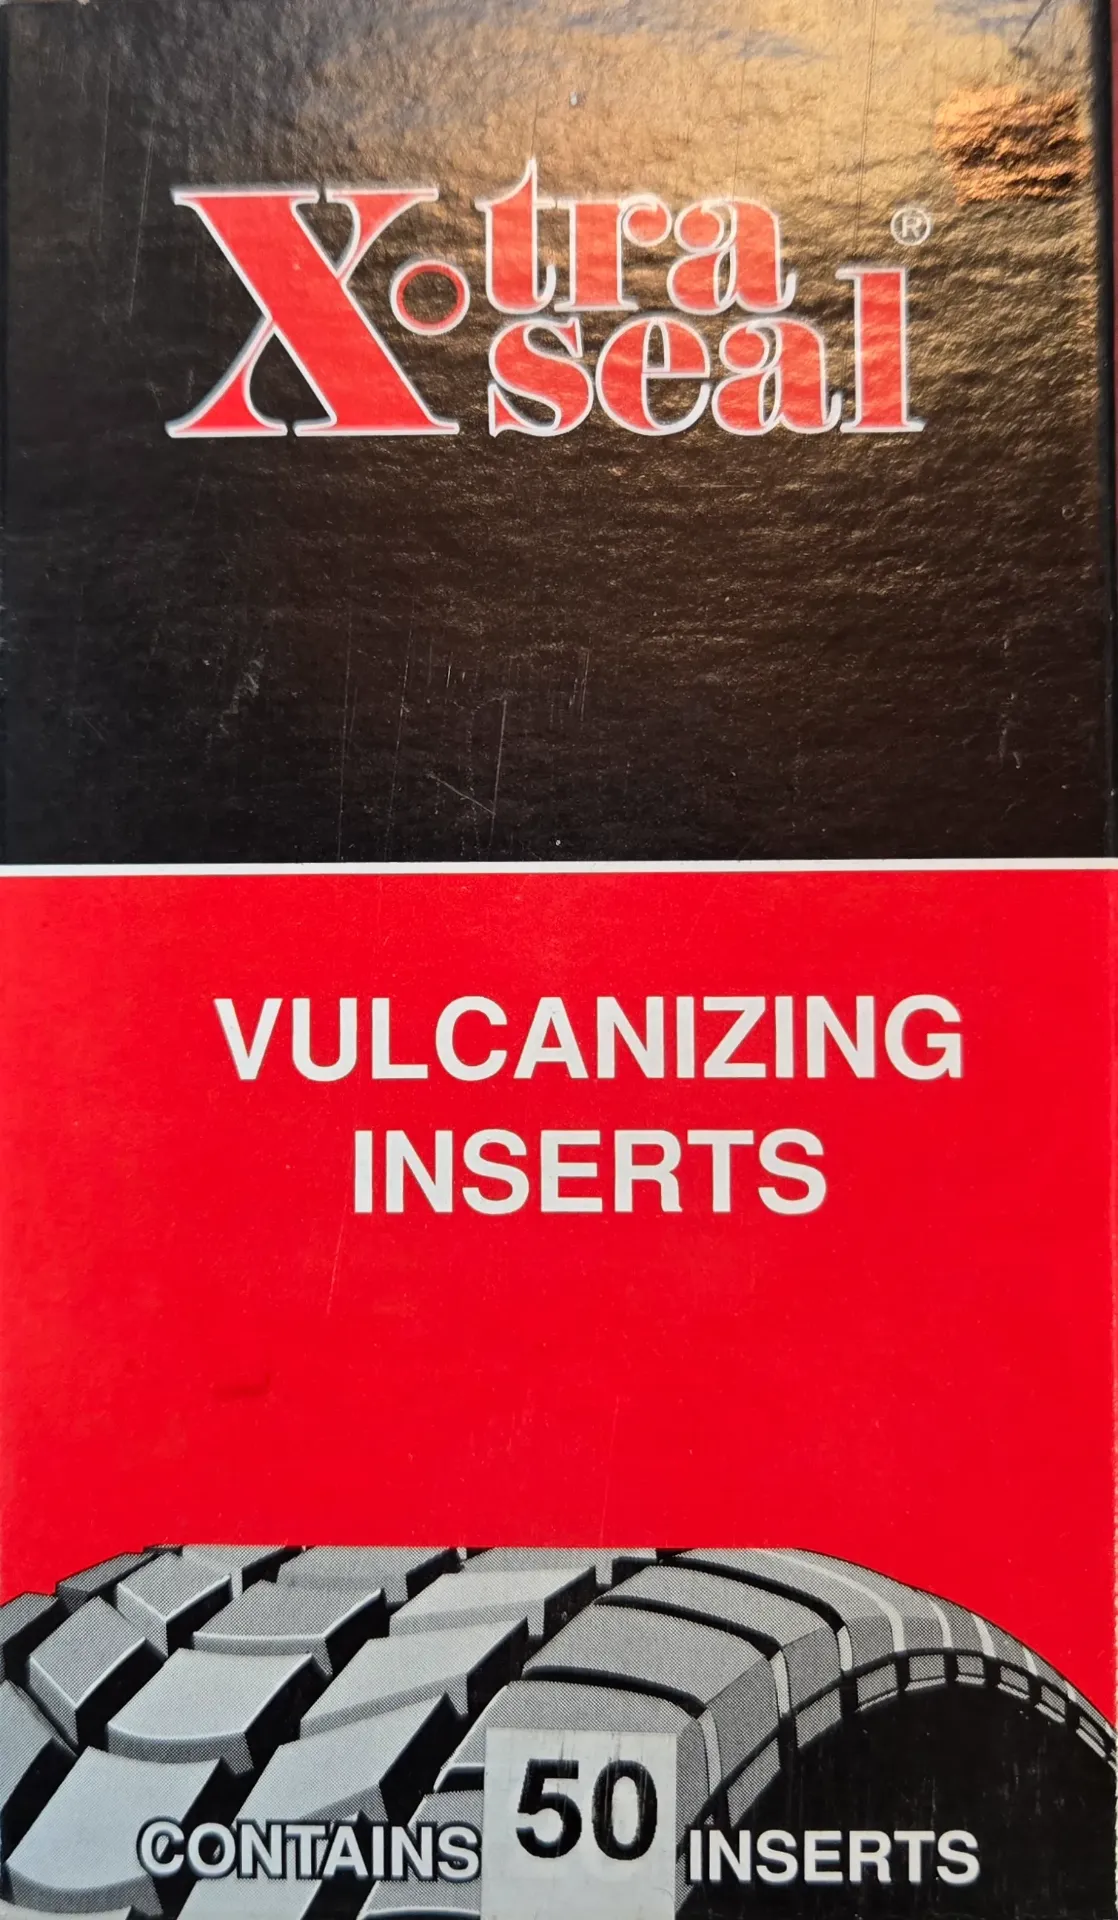 X•tra seal®
VULCANIZING
INSERTS
CONTAINS 50 INSERTS